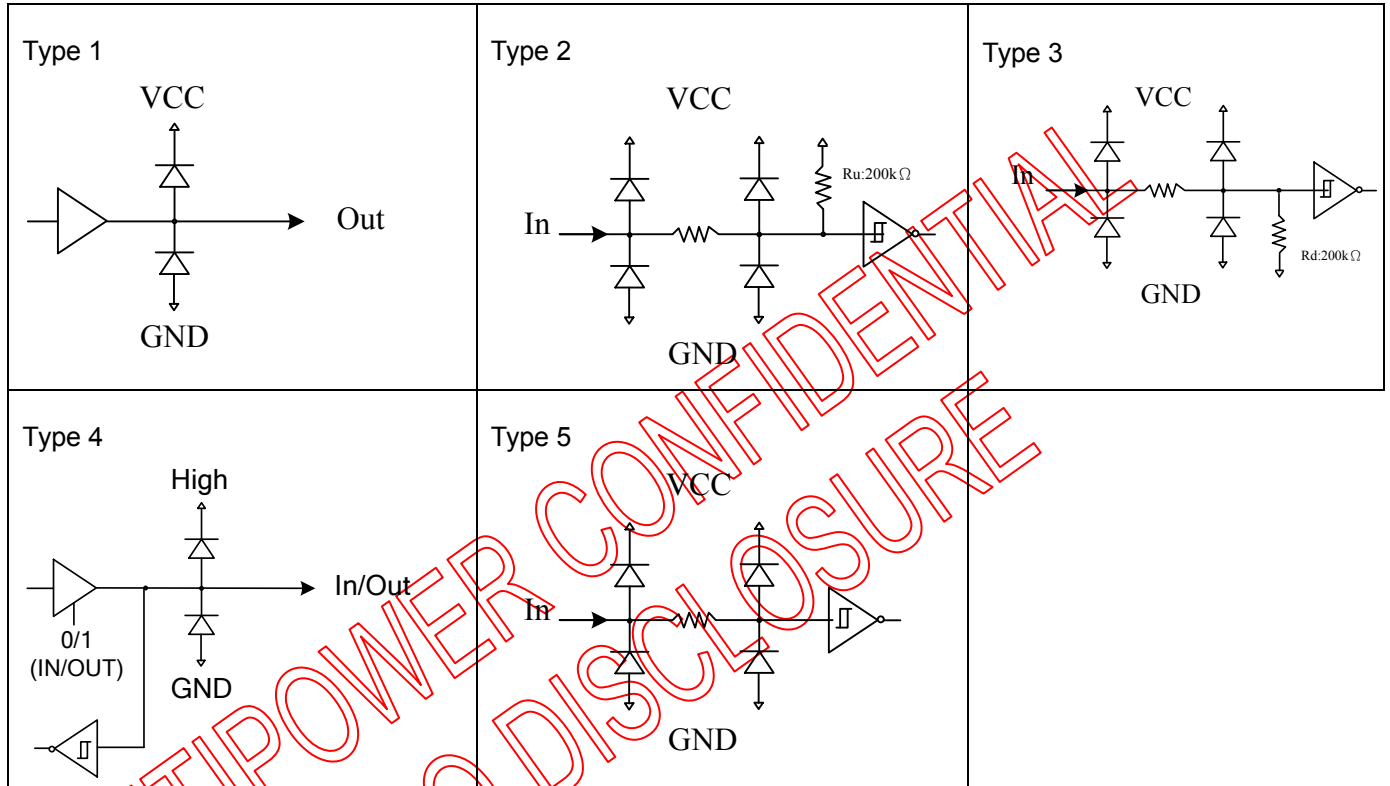 Type 1
VCC
Out
GND
Type 2
VCC
Ru:200kΩ
In
GND
Type 3
VCC
In
Rd:200kΩ
GND
Type 4
High
In/Out
0/1
(IN/OUT)
GND
Type 5
VCC
In
GND
TIPOWER CONFIDENTIAL
O DISCLOSURE